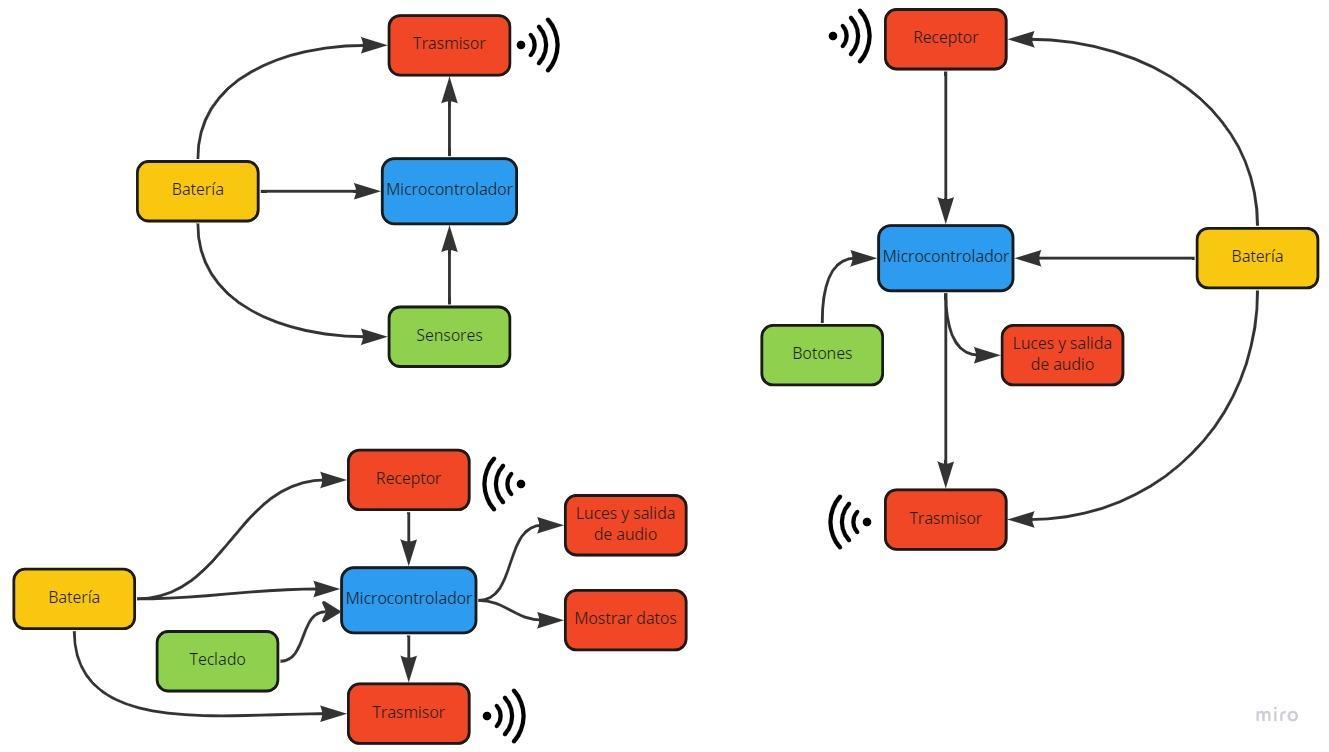 Trasmisor
Batería
Microcontrolador
Sensores
Receptor
Microcontrolador
Batería
Botones
Luces y salida
de audio
Trasmisor
Receptor
Luces y salida
de audio
Batería
Microcontrolador
Mostrar datos
Teclado
Trasmisor
miro